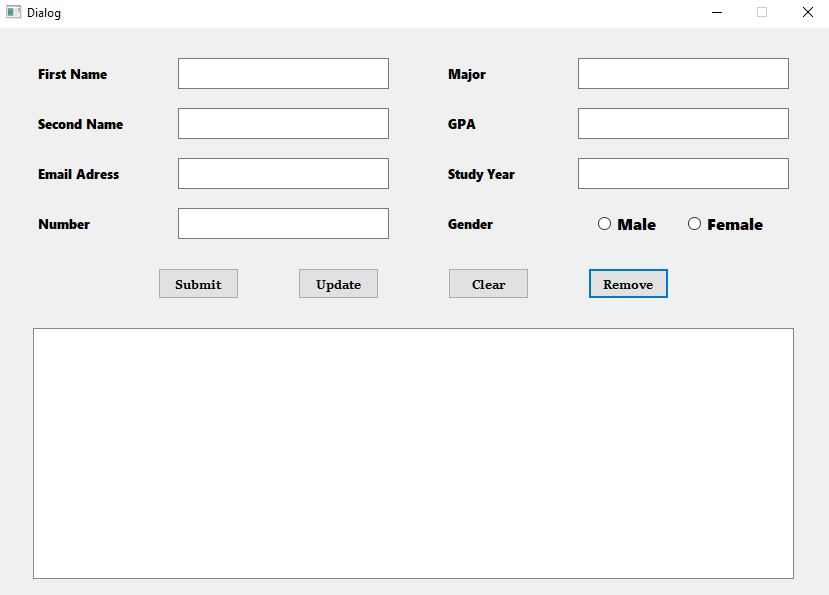 Dialog
First Name Major
Second Name GPA
Email Adress Study Year
Number Gender Male Female
Submit Update Clear Remove